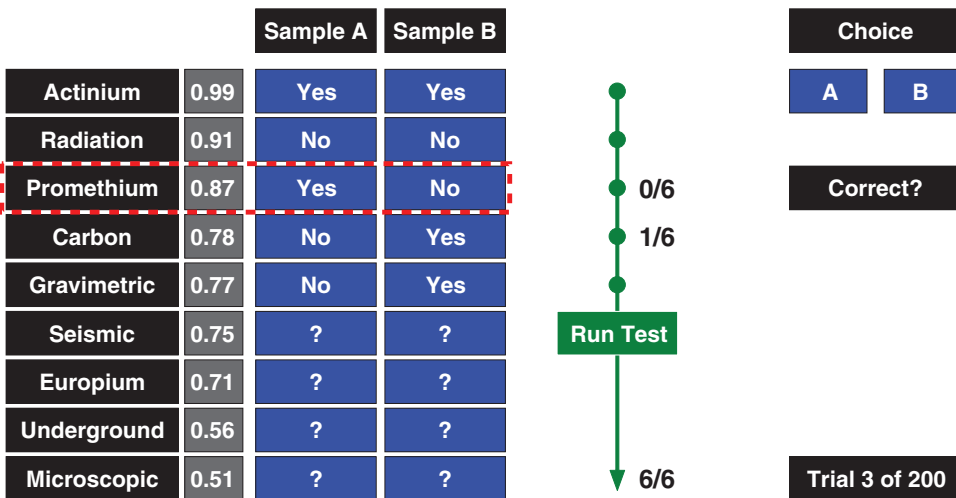 Sample A Sample B Choice
Actinium 0.99 Yes Yes A B
Radiation 0.91 No No
Promethium 0.87 Yes No 0/6 Correct?
Carbon 0.78 No Yes 1/6
Gravimetric 0.77 No Yes
Seismic 0.75 ? ? Run Test
Europium 0.71 ? ?
Underground 0.56 ? ?
Microscopic 0.51 ? ? 6/6 Trial 3 of 200